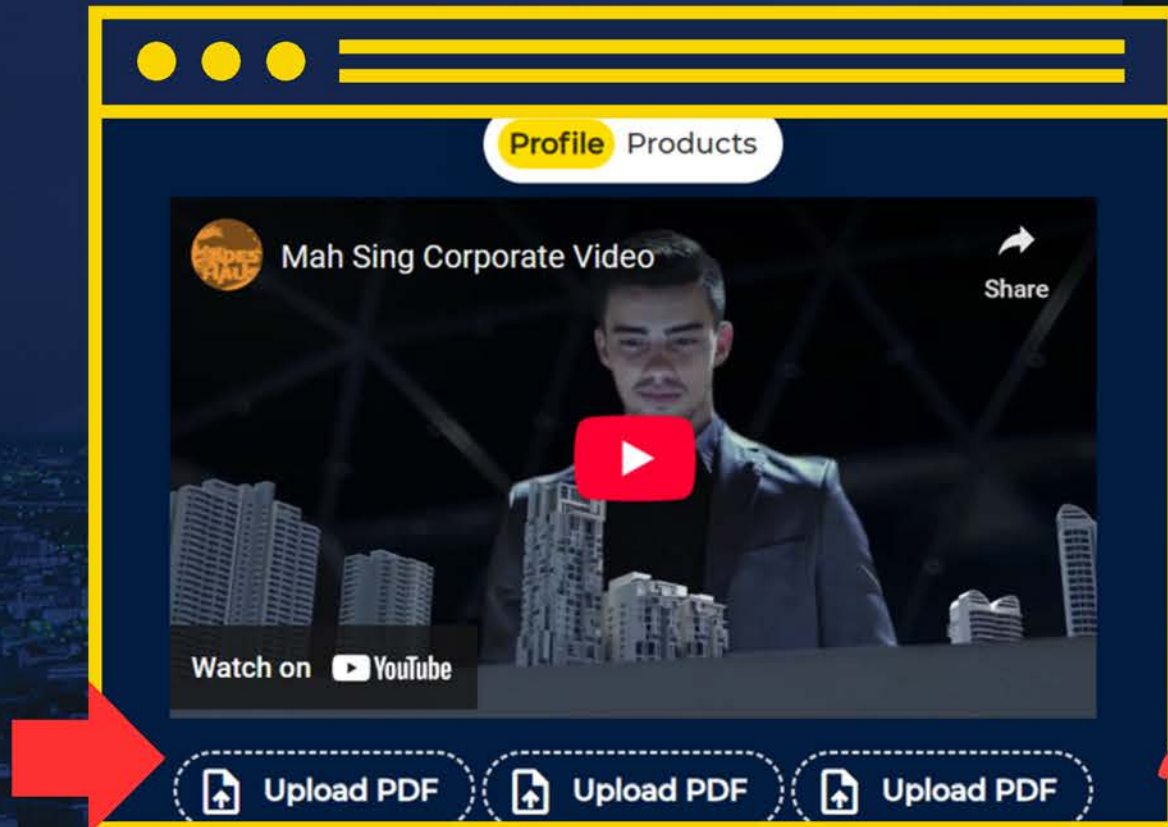 Profile Products
Mah Sing Corporate Video
Share
Watch on YouTube
Upload PDF Upload PDF Upload PDF